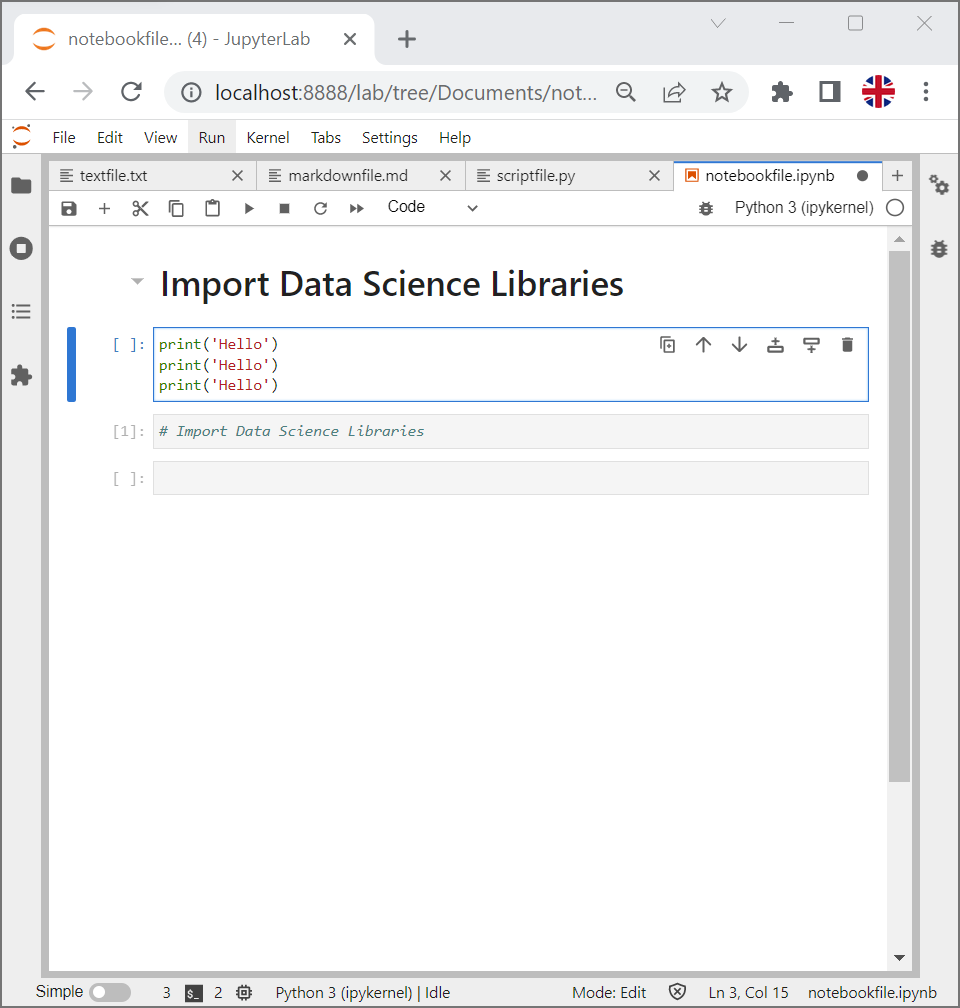 notebookfile... (4) - JupyterLab
localhost:8888/lab/tree/Documents/not...
File Edit View Run Kernel Tabs Settings Help
textfile.txt markdownfile.md scriptfile.py notebookfile.ipynb
Code Python 3 (ipykernel)
Import Data Science Libraries
[ ]: print('Hello')
print('Hello')
print('Hello')
[1]: # Import Data Science Libraries
[ ]:
Simple 3 $_ 2 Python 3 (ipykernel) | Idle Mode: Edit Ln 3, Col 15 notebookfile.ipynb